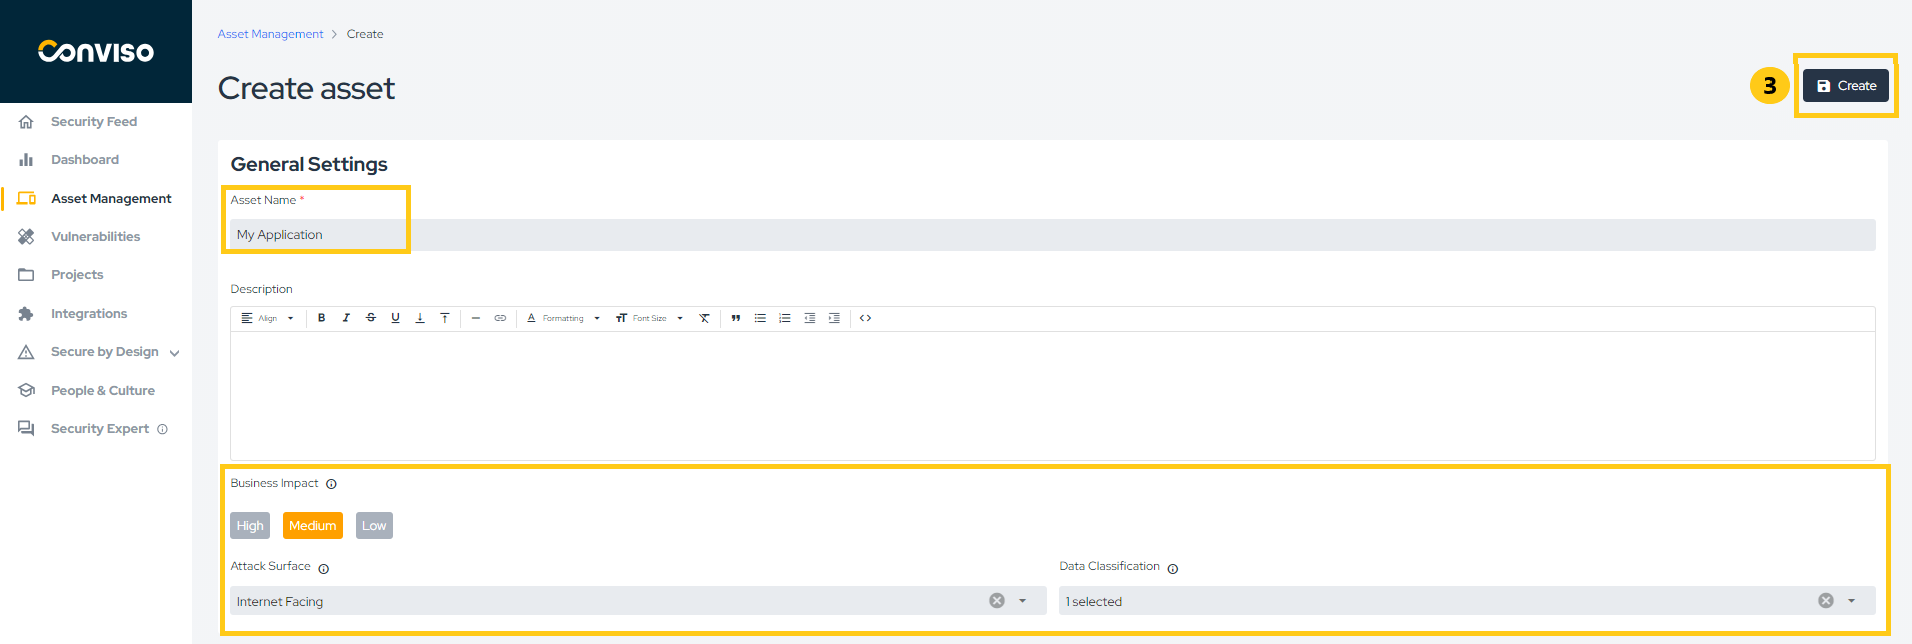 Conviso
Security Feed
Dashboard
Asset Management
Vulnerabilities
Projects
Integrations
Secure by Design
People & Culture
Security Expert
Asset Management > Create
Create asset
3
Create
General Settings
Asset Name *
My Application
Description
Align B I S U A Formatting TT Font Size
Business Impact
High Medium Low
Attack Surface
Internet Facing
Data Classification
1 selected